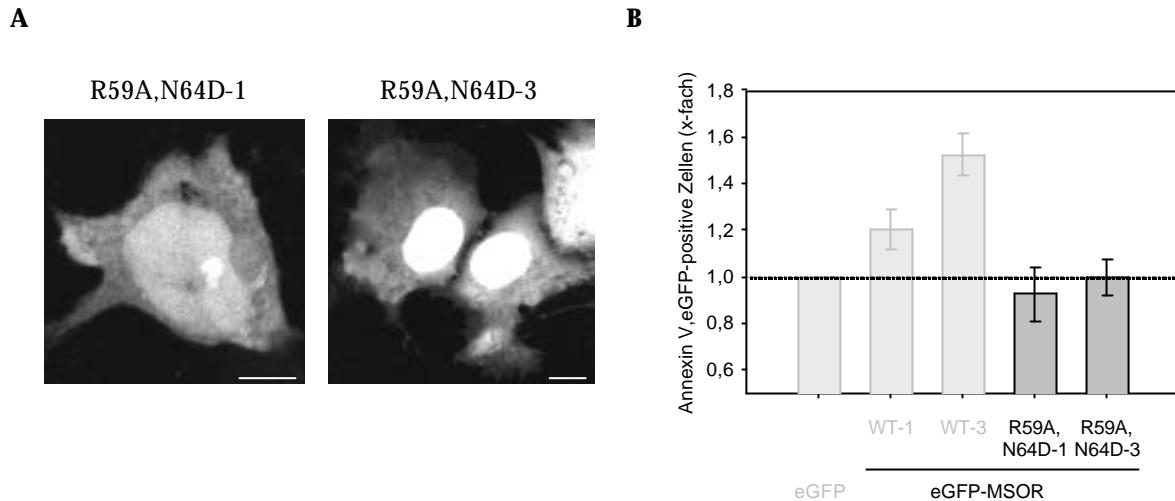 A
B
R59A,N64D-1
R59A,N64D-3
Annexin V,eGFP-positive Zellen (x-fach)
1,8
1,6
1,4
1,2
1,0
0,8
0,6
WT-1
WT-3
R59A,
N64D-1
R59A,
N64D-3
eGFP
eGFP-MSOR